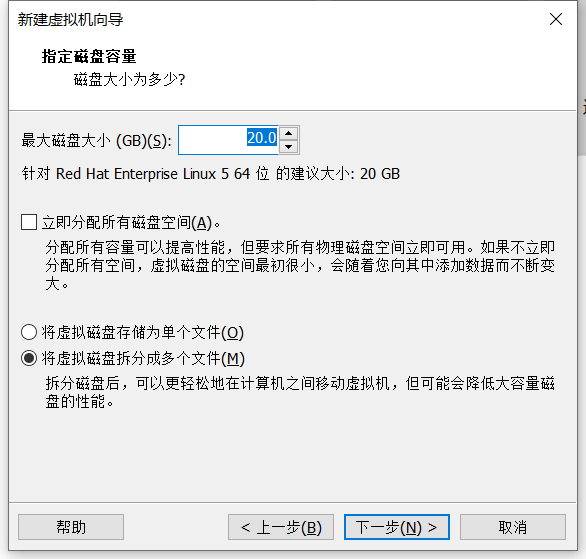 新建虚拟机向导
指定磁盘容量
磁盘大小为多少?
最大磁盘大小 (GB)(S): 20.0
针对 Red Hat Enterprise Linux 5 64 位 的建议大小: 20 GB
立即分配所有磁盘空间(A)。
分配所有容量可以提高性能，但要求所有物理磁盘空间立即可用。如果不立即
分配所有空间，虚拟磁盘的空间最初很小，会随着您向其中添加数据而不断变
大。
将虚拟磁盘存储为单个文件(O)
将虚拟磁盘拆分成多个文件(M)
拆分磁盘后，可以更轻松地在计算机之间移动虚拟机，但可能会降低大容量磁
盘的性能。
帮助 < 上一步(B) 下一步(N) > 取消